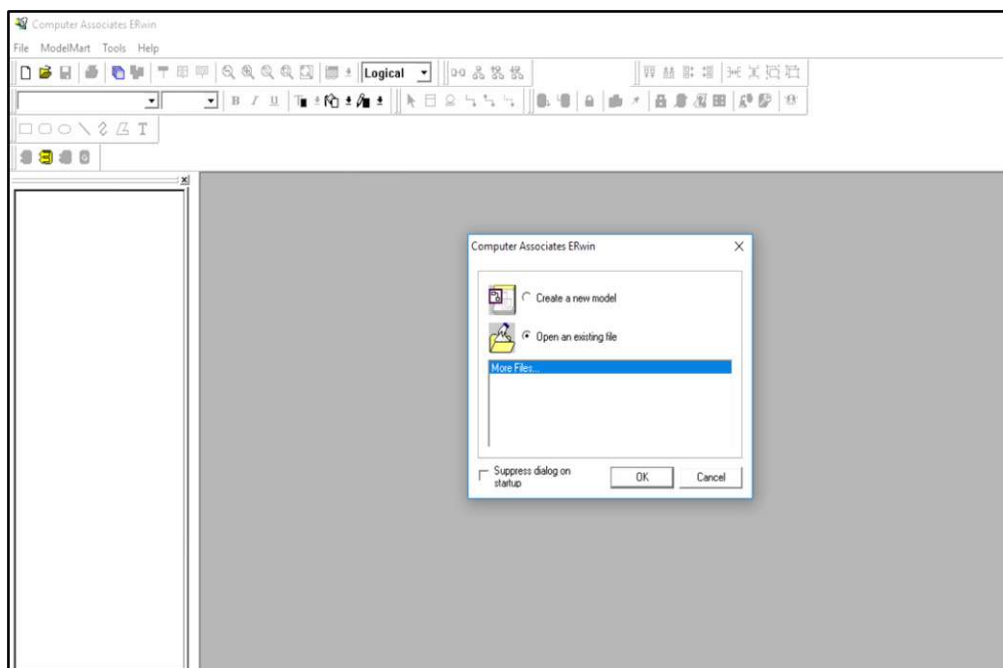 Computer Associates ERwin
File ModelMart Tools Help
Logical
B I U
T
Computer Associates ERwin
Create a new model
Open an existing file
More Files...
Suppress dialog on
startup
OK Cancel